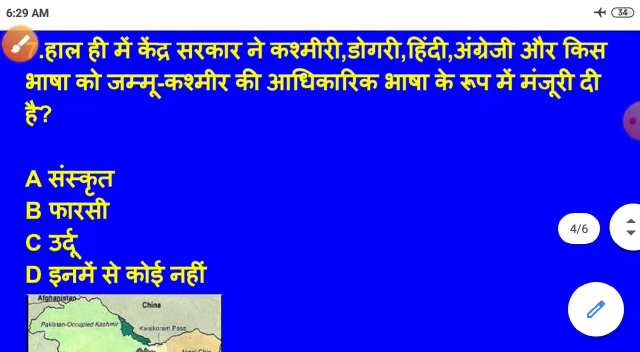 6:29 AM
34
.हाल ही में केंद्र सरकार ने कश्मीरी,डोगरी,हिंदी,अंग्रेजी और किस
भाषा को जम्मू-कश्मीर की आधिकारिक भाषा के रूप में मंजूरी दी
है?
A संस्कृत
B फारसी
C उर्दू
D इनमें से कोई नहीं
4/6
Afghanistan
China
Pakistan-Occupied Kashmir
Karakoram Pass